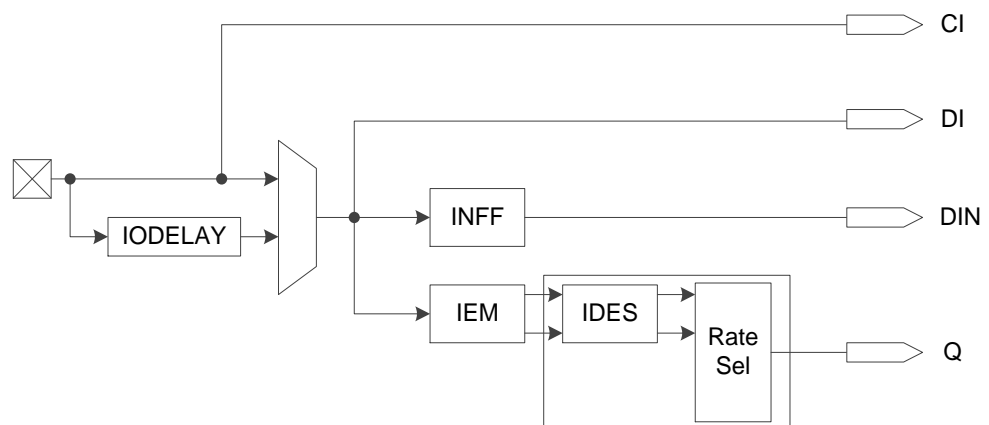 CI
DI
IODELAY
INFF
DIN
IEM
IDES
Rate
Sel
Q